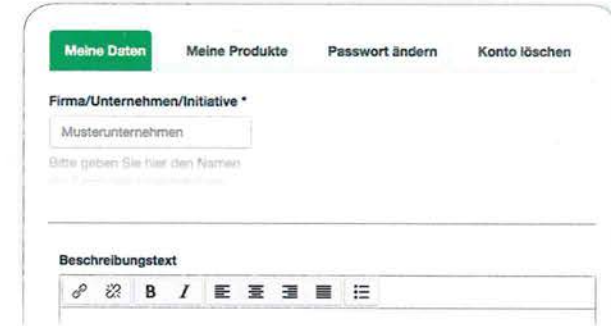 Meine Daten Meine Produkte Passwort ändern Konto löschen
Firma/Unternehmen/Initiative *
Musterunternehmen
Bitte geben Sie hier den Namen
Beschreibungstext
B I